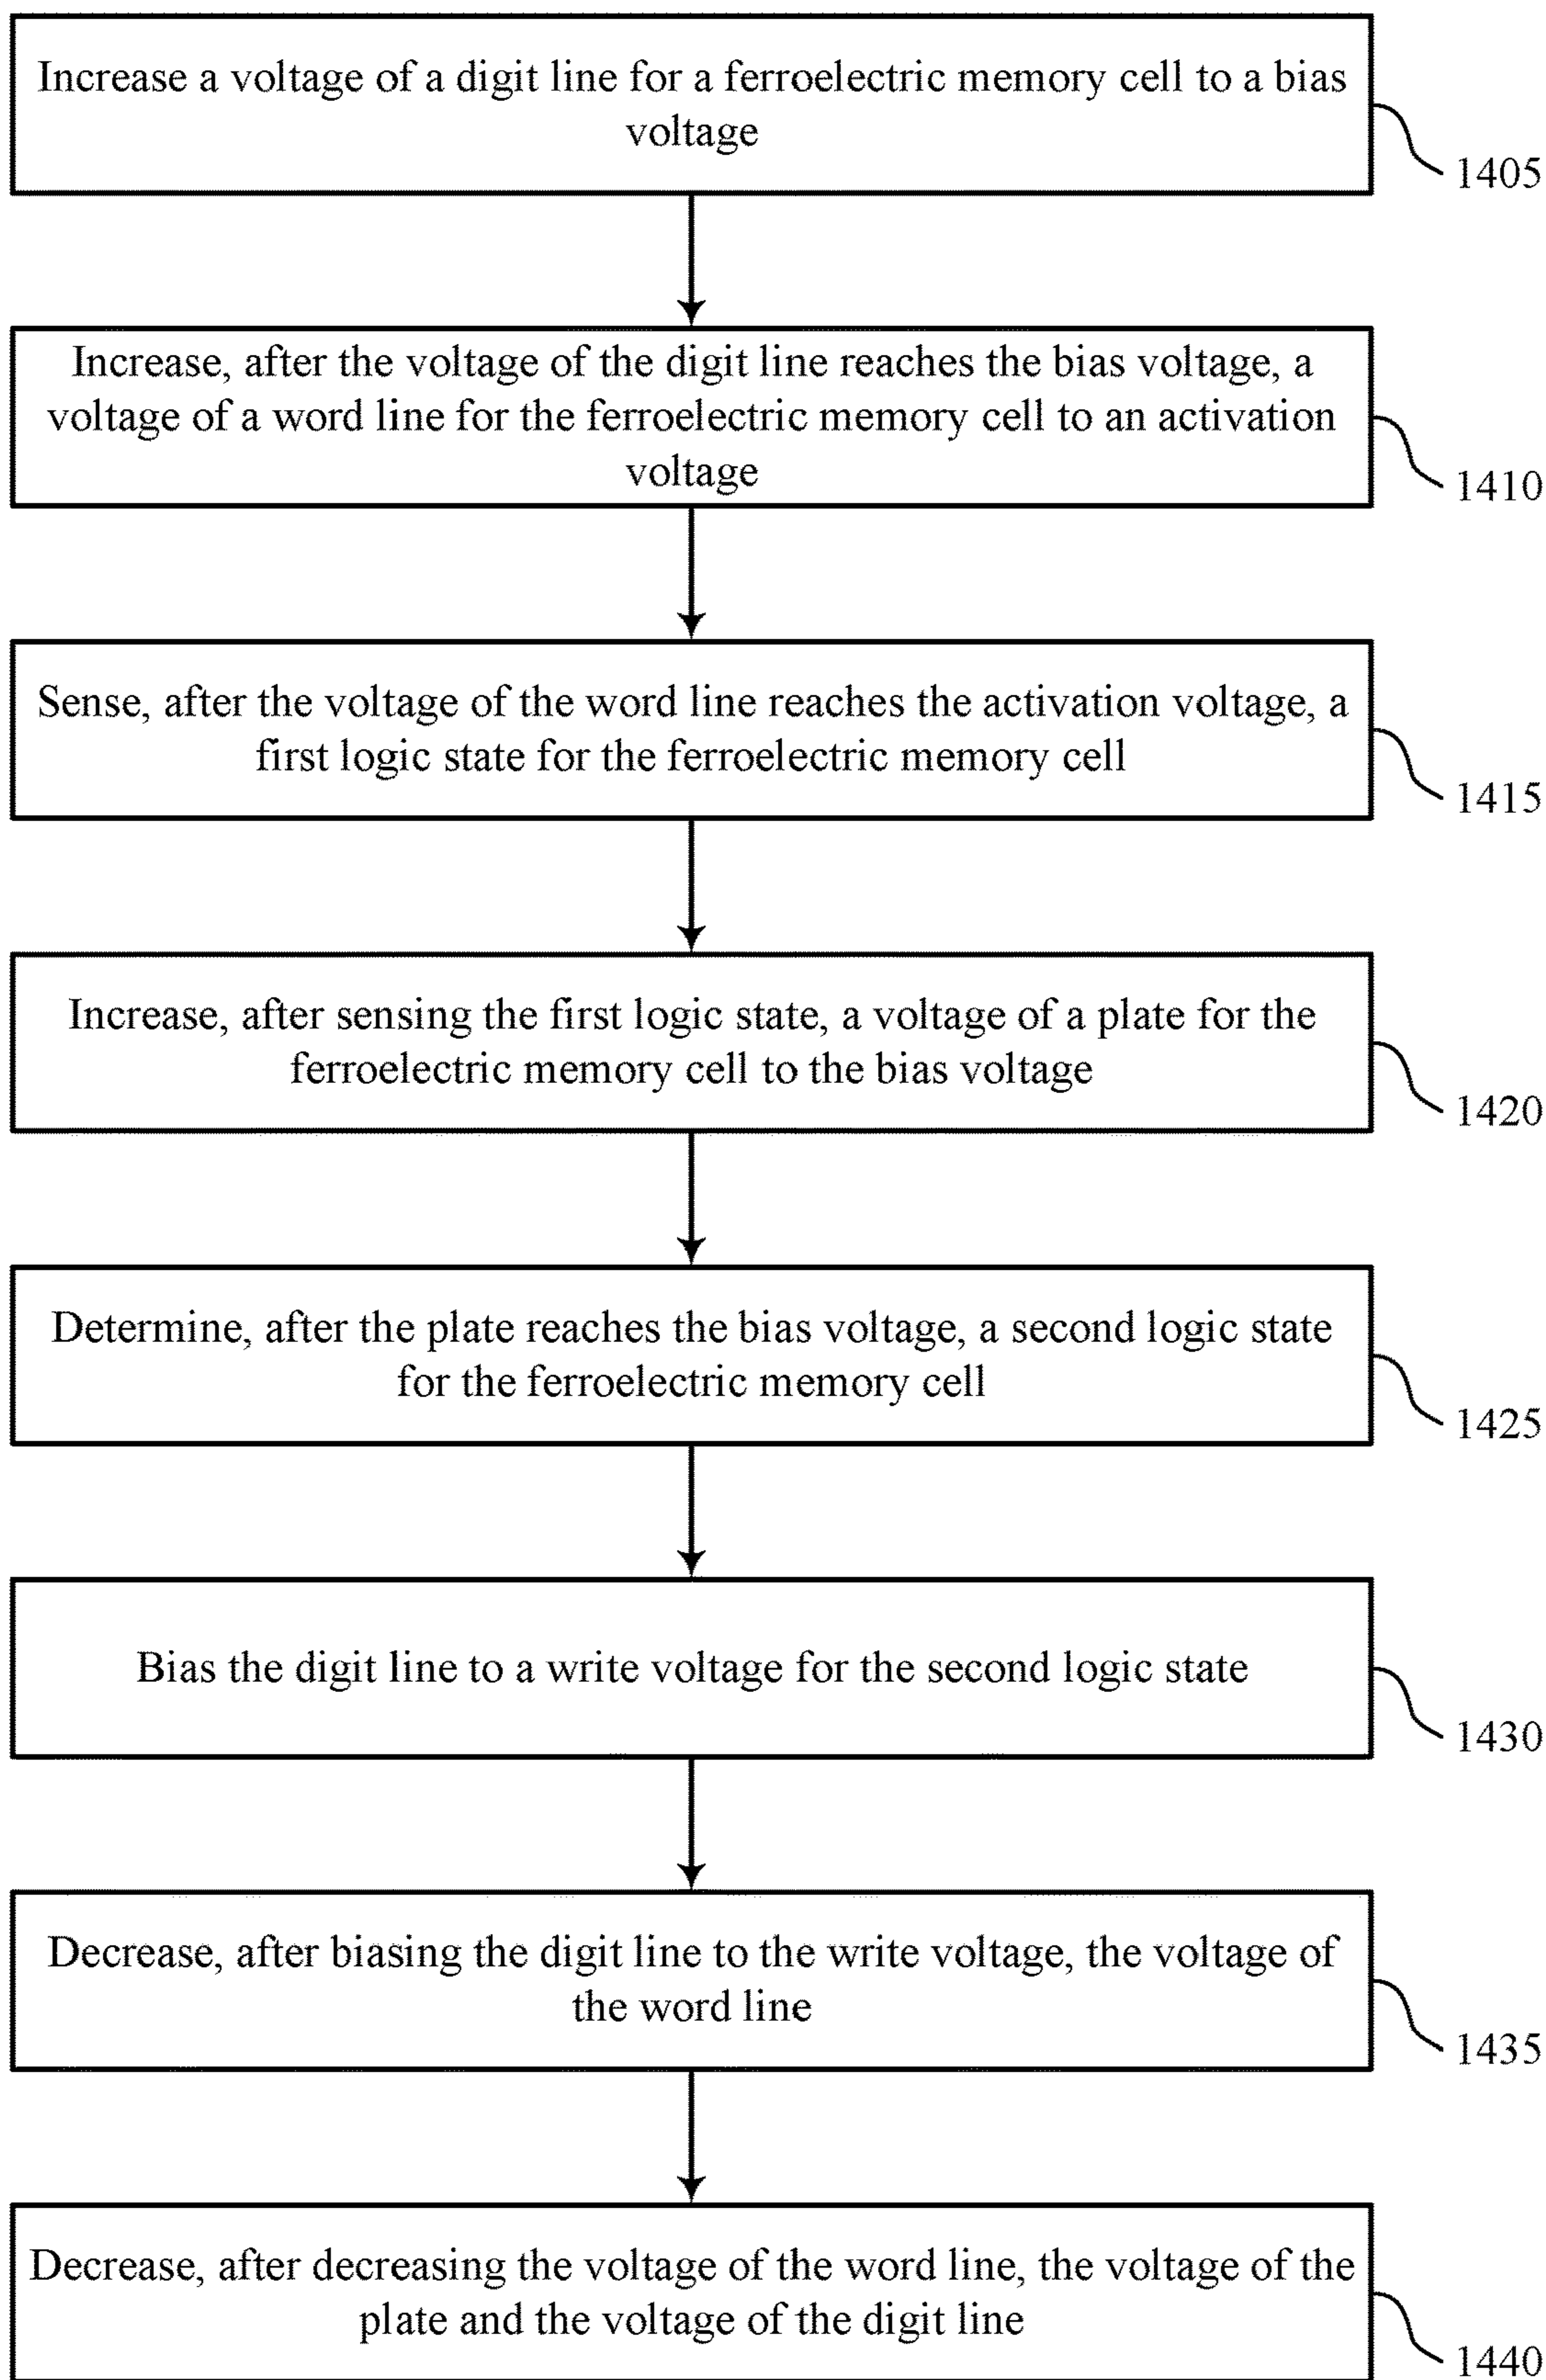 Increase a voltage of a digit line for a ferroelectric memory cell to a bias
voltage
1405
Increase, after the voltage of the digit line reaches the bias voltage, a
voltage of a word line for the ferroelectric memory cell to an activation
voltage
1410
Sense, after the voltage of the word line reaches the activation voltage, a
first logic state for the ferroelectric memory cell
1415
Increase, after sensing the first logic state, a voltage of a plate for the
ferroelectric memory cell to the bias voltage
1420
Determine, after the plate reaches the bias voltage, a second logic state
for the ferroelectric memory cell
1425
Bias the digit line to a write voltage for the second logic state
1430
Decrease, after biasing the digit line to the write voltage, the voltage of
the word line
1435
Decrease, after decreasing the voltage of the word line, the voltage of the
plate and the voltage of the digit line
1440